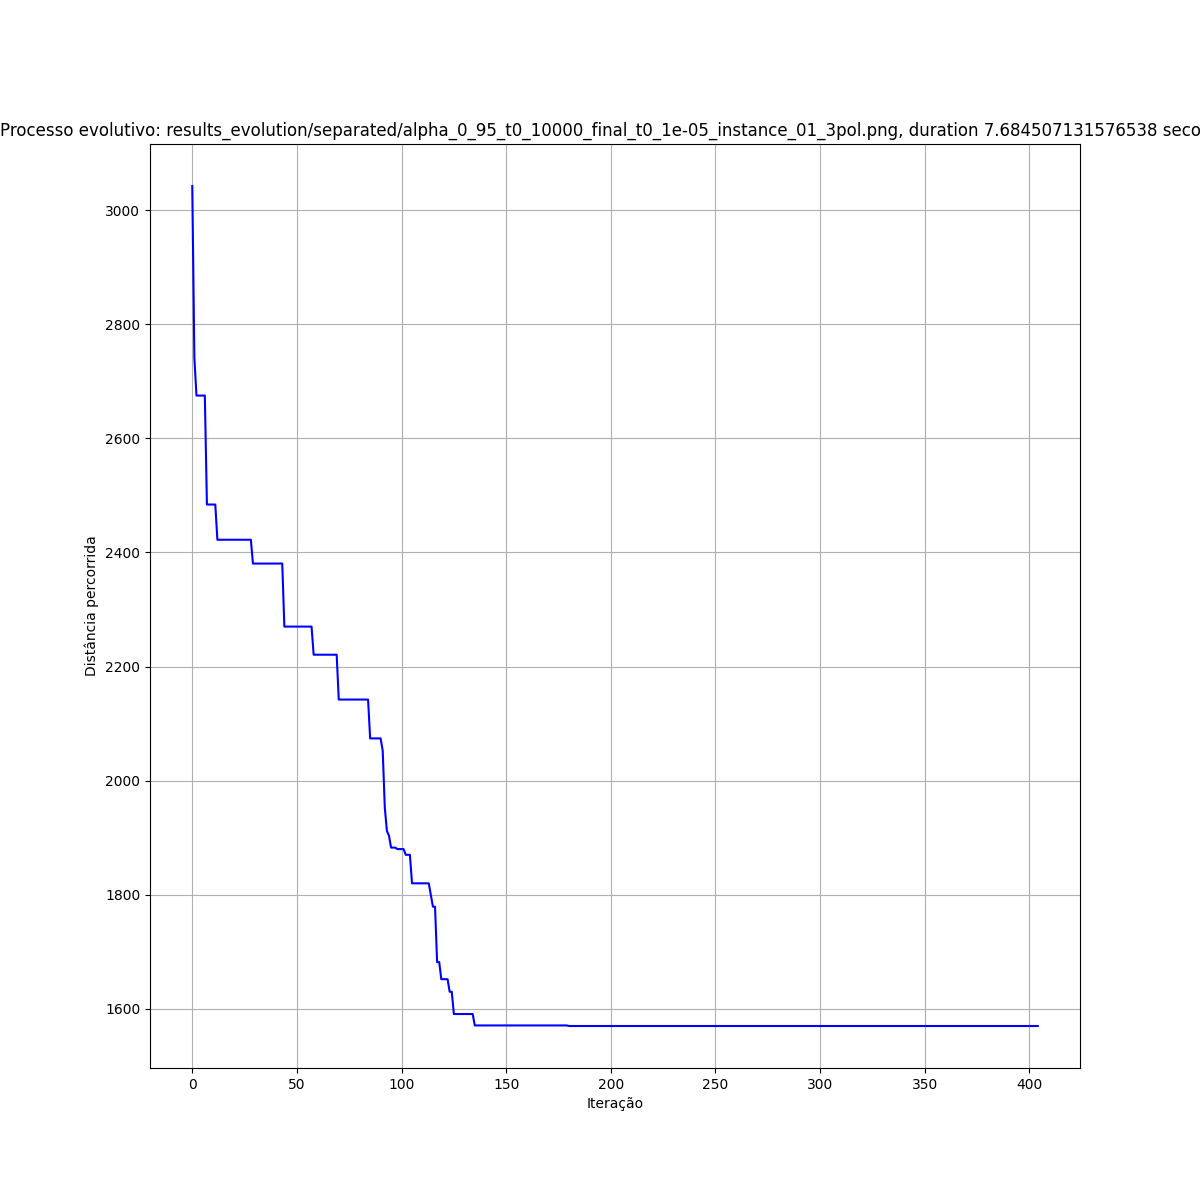 Processo evolutivo: results_evolution/separated/alpha_0_95_t0_10000_final_t0_1e-05_instance_01_3pol.png, duration 7.684507131576538 seco
3000
2800
2600
2400
2200
2000
1800
1600
Distância percorrida
0 50 100 150 200 250 300 350 400
Iteração